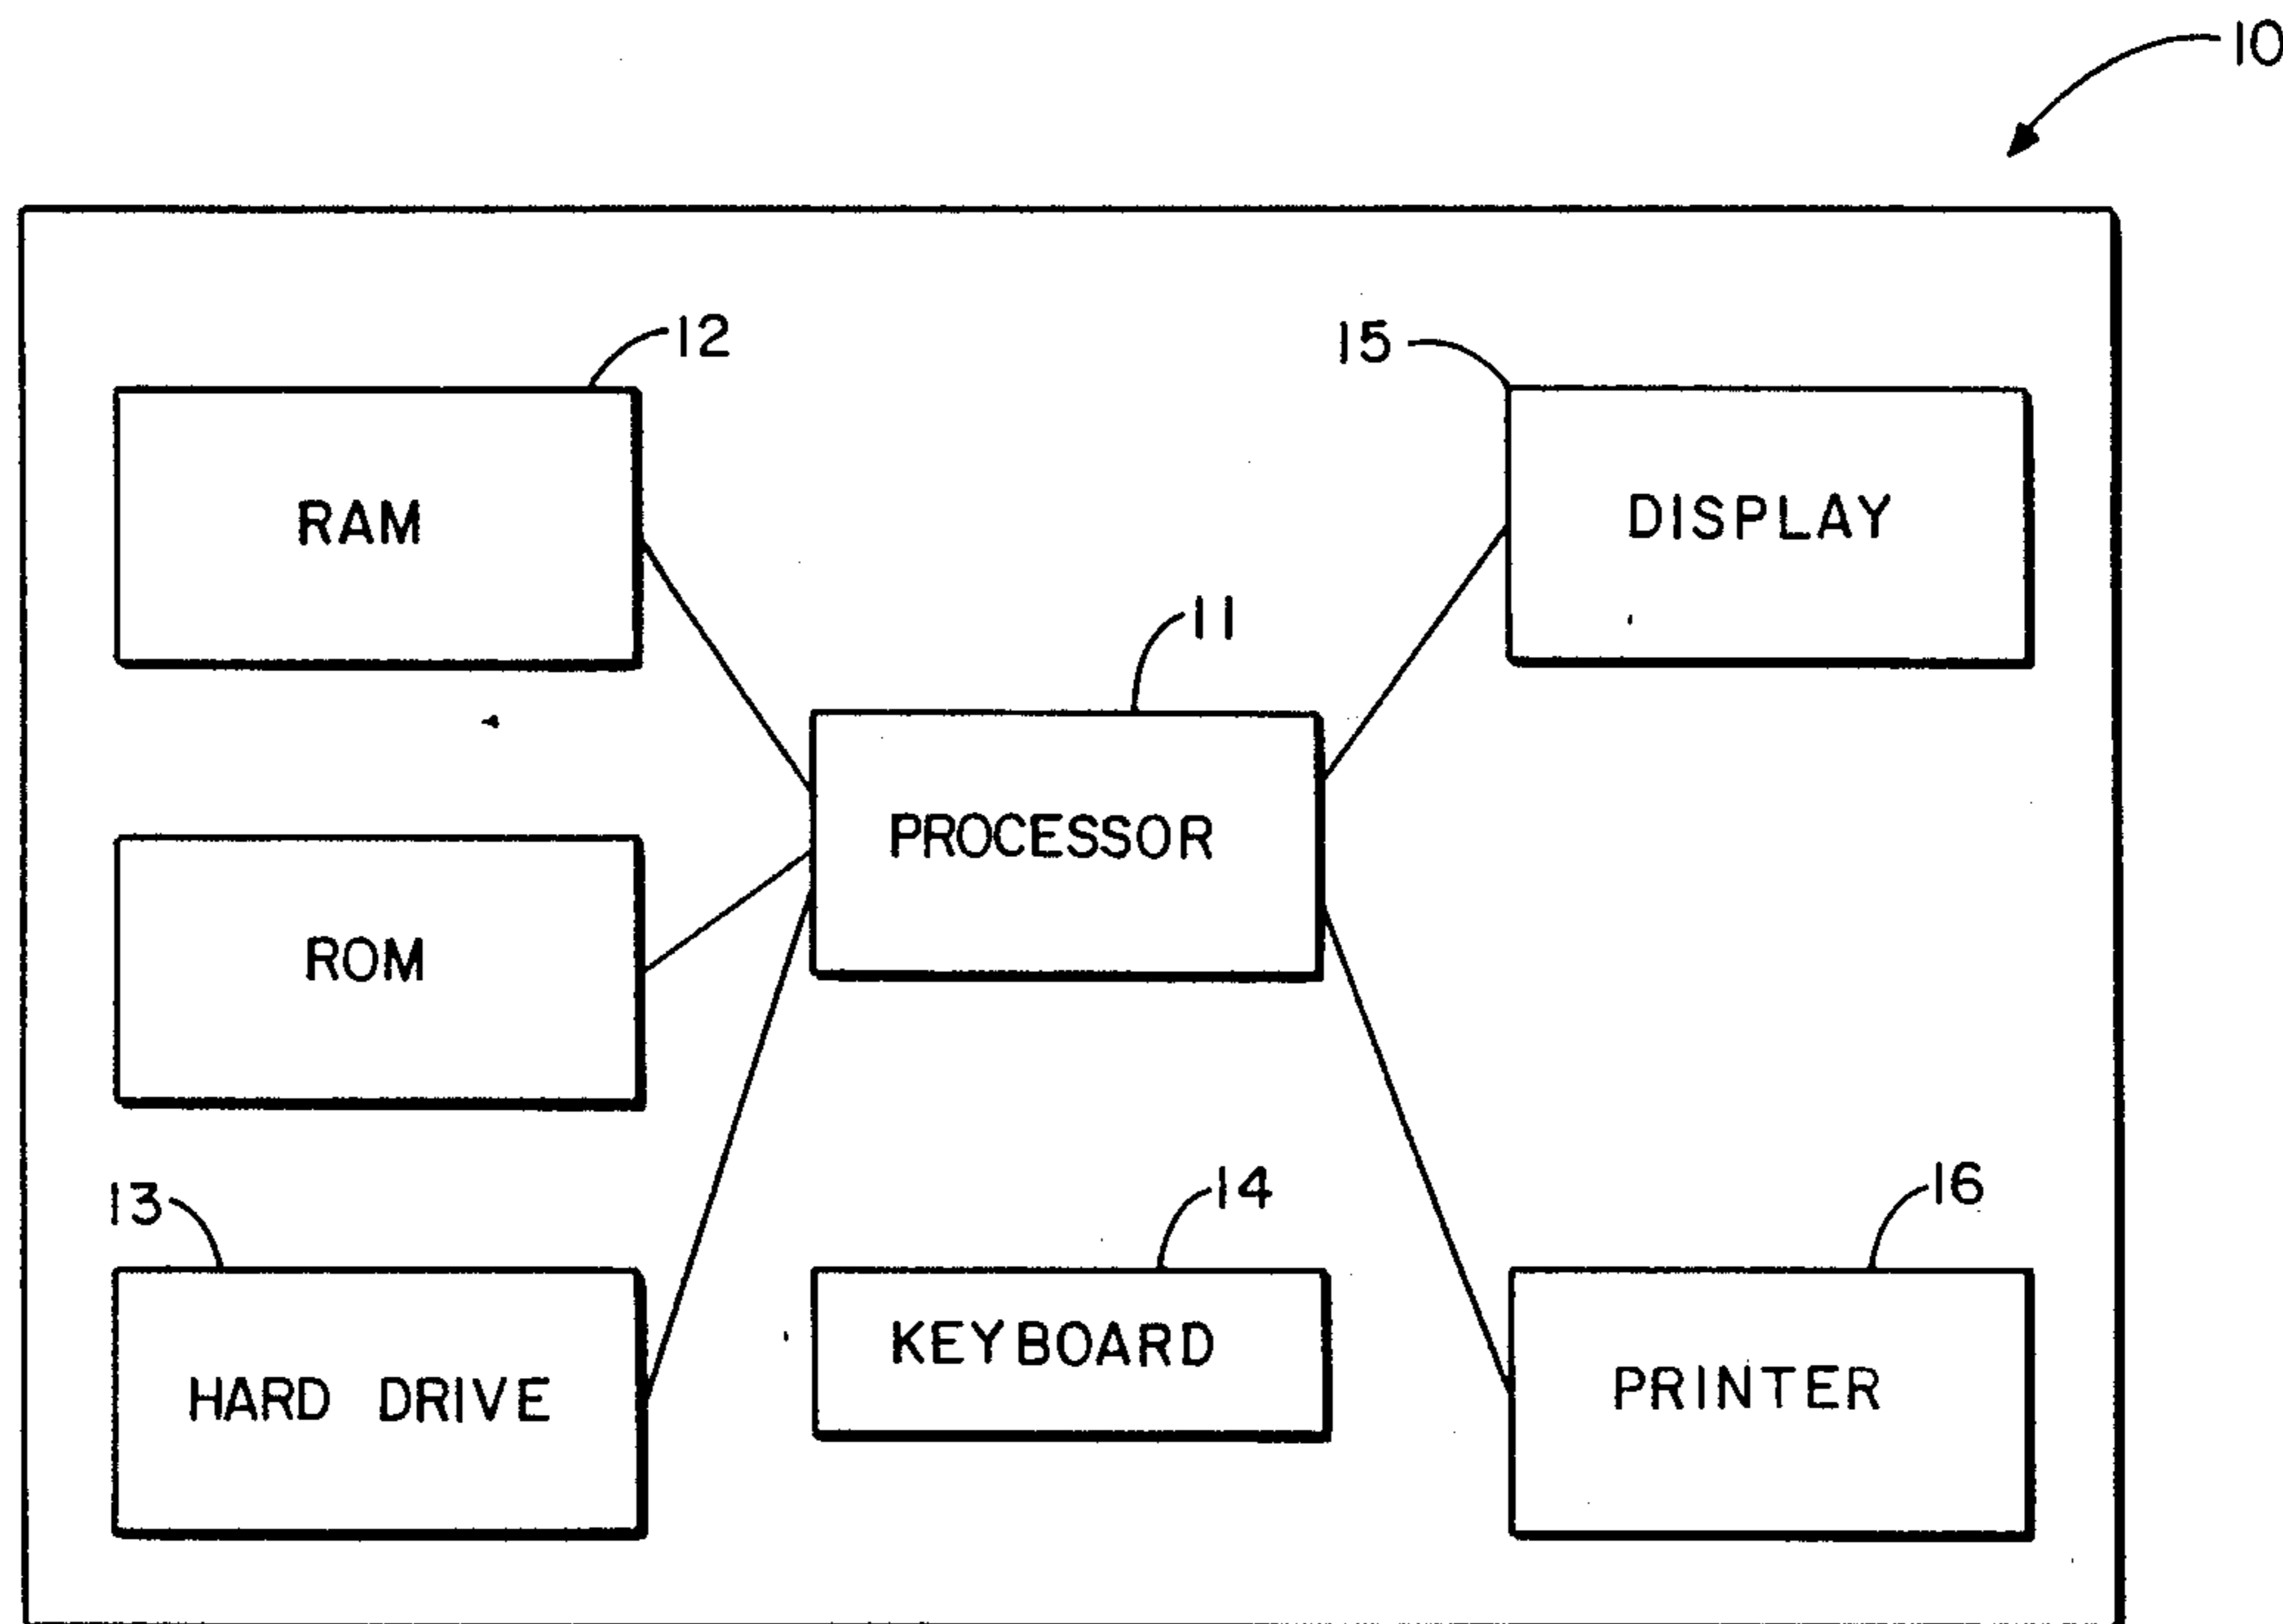 10
12
15
RAM
DISPLAY
11
PROCESSOR
ROM
13
14
16
HARD DRIVE
KEYBOARD
PRINTER